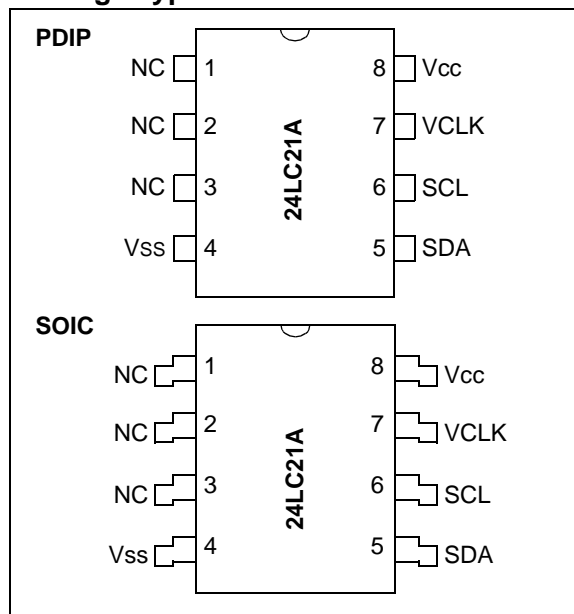 PDIP
NC 1 8 Vcc
NC 2 7 VCLK
NC 3 6 SCL
Vss 4 5 SDA
24LC21A
SOIC
NC 1 8 Vcc
NC 2 7 VCLK
NC 3 6 SCL
Vss 4 5 SDA
24LC21A